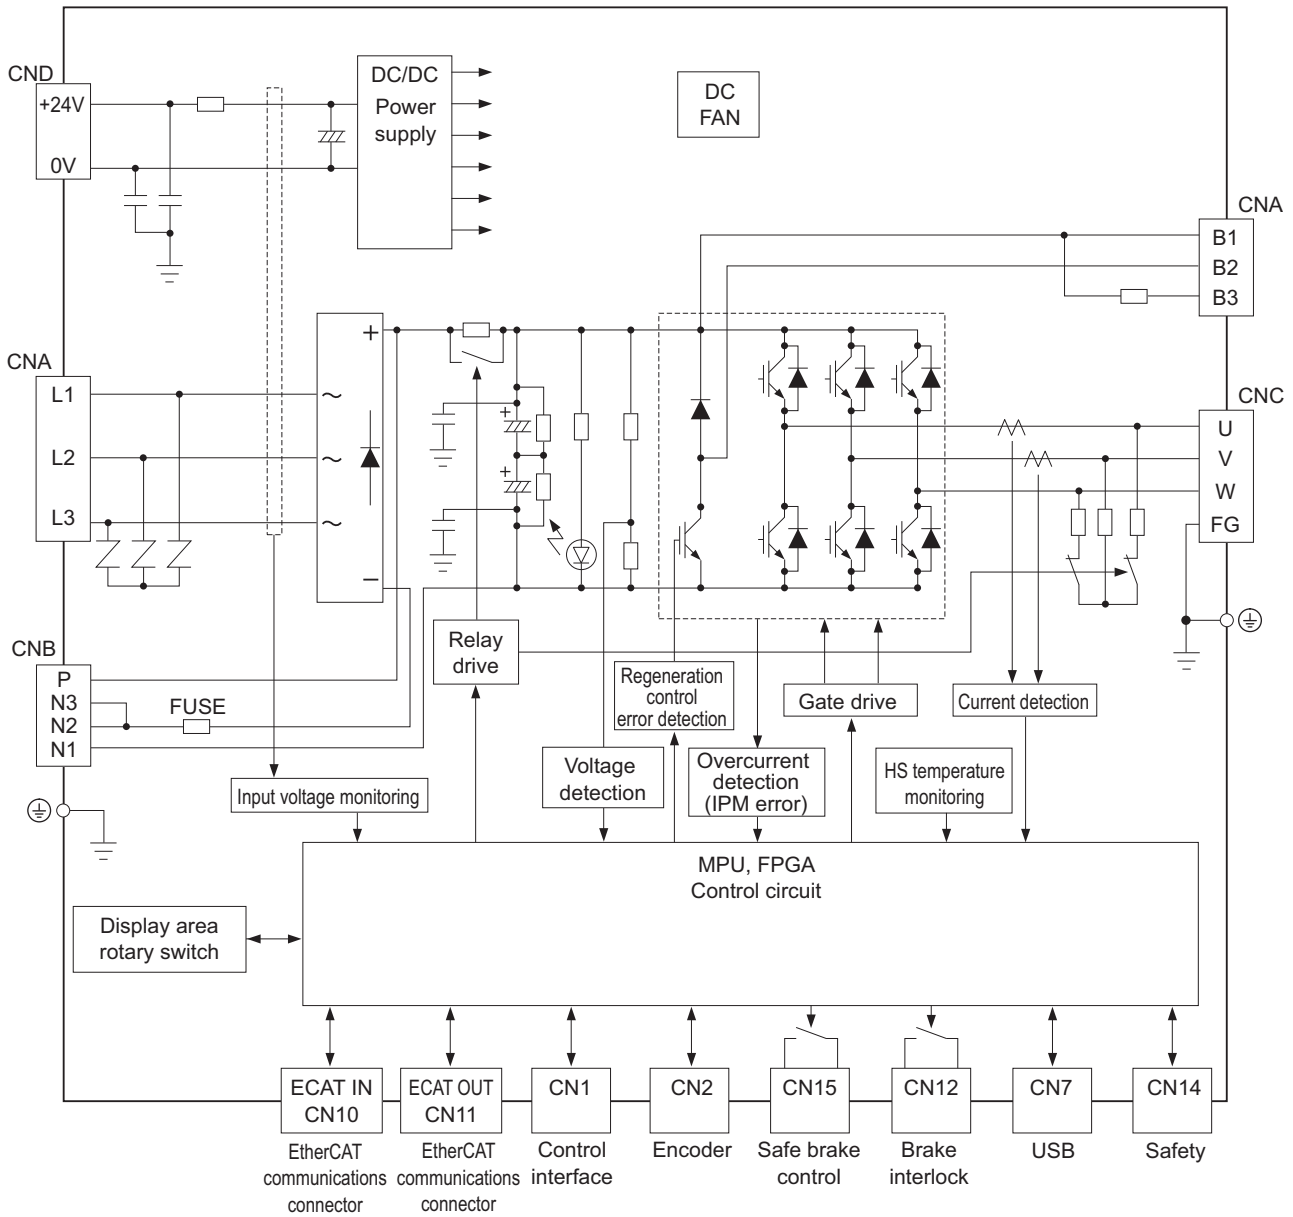 CND
+24V
0V
DC/DC
Power
supply
DC
FAN
CNA
B1
B2
B3
CNA
L1
L2
L3
+
~
~
~
−
+
+
CNC
U
V
W
FG
CNB
P
N3
N2
N1
FUSE
Relay
drive
Regeneration
control
error detection
Gate drive
Current detection
Input voltage monitoring
Voltage
detection
Overcurrent
detection
(IPM error)
HS temperature
monitoring
MPU, FPGA
Control circuit
Display area
rotary switch
ECAT IN
CN10
ECAT OUT
CN11
CN1
CN2
CN15
CN12
CN7
CN14
EtherCAT
communications
connector
EtherCAT
communications
connector
Control
interface
Encoder
Safe brake
control
Brake
interlock
USB
Safety